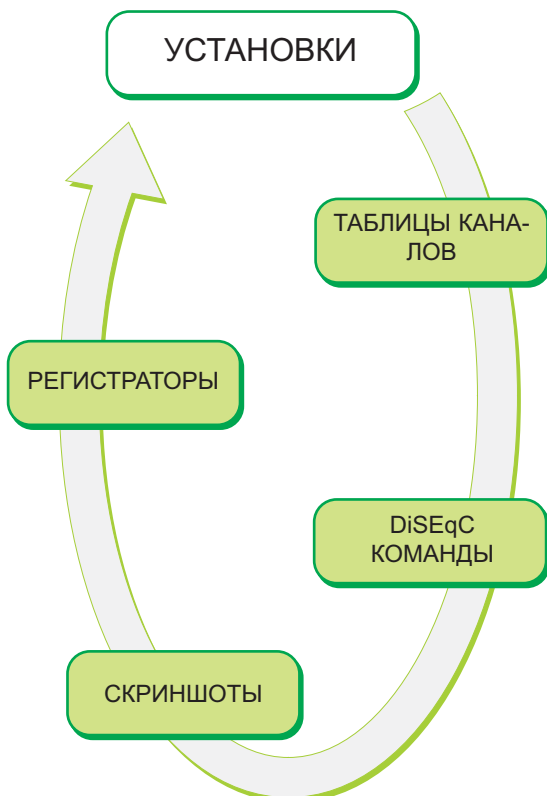 УСТАНОВКИ
ТАБЛИЦЫ КАНА-
ЛОВ
DiSEqC
КОМАНДЫ
СКРИНШОТЫ
РЕГИСТРАТОРЫ